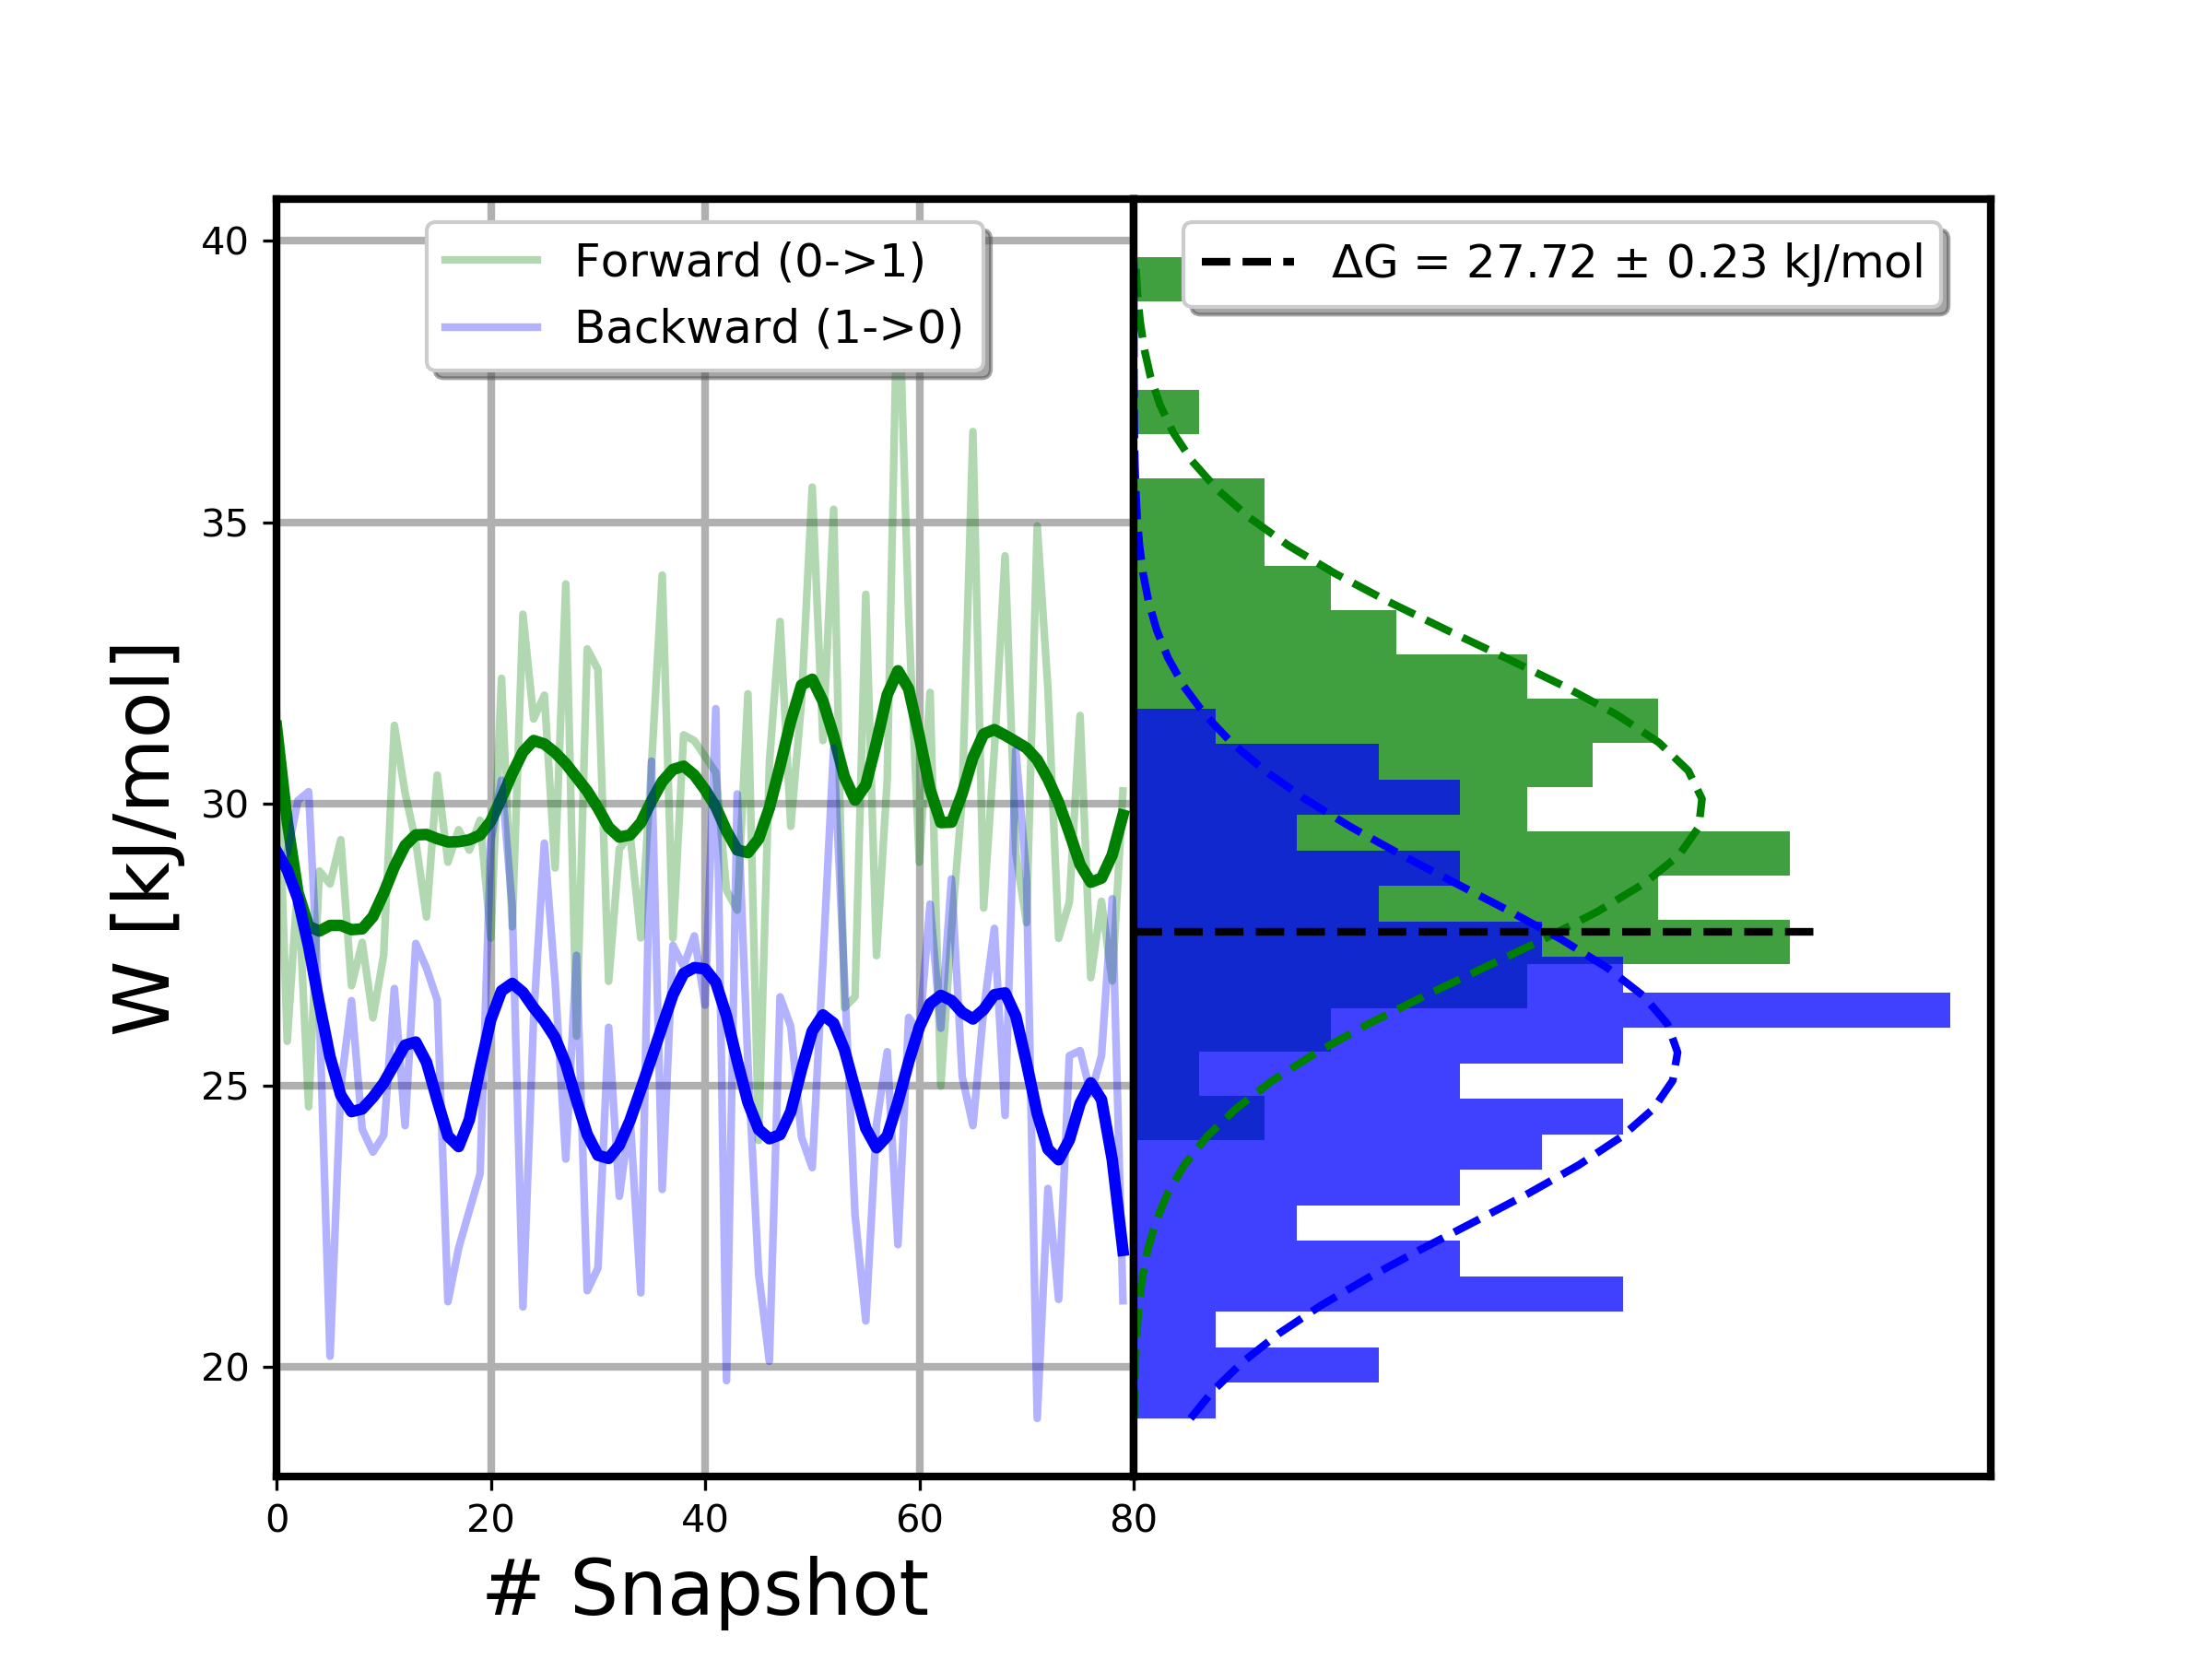 Forward (0->1)
Backward (1->0)
ΔG = 27.72 ± 0.23 kJ/mol
W [kJ/mol]
40
35
30
25
20
0 20 40 60 80
# Snapshot